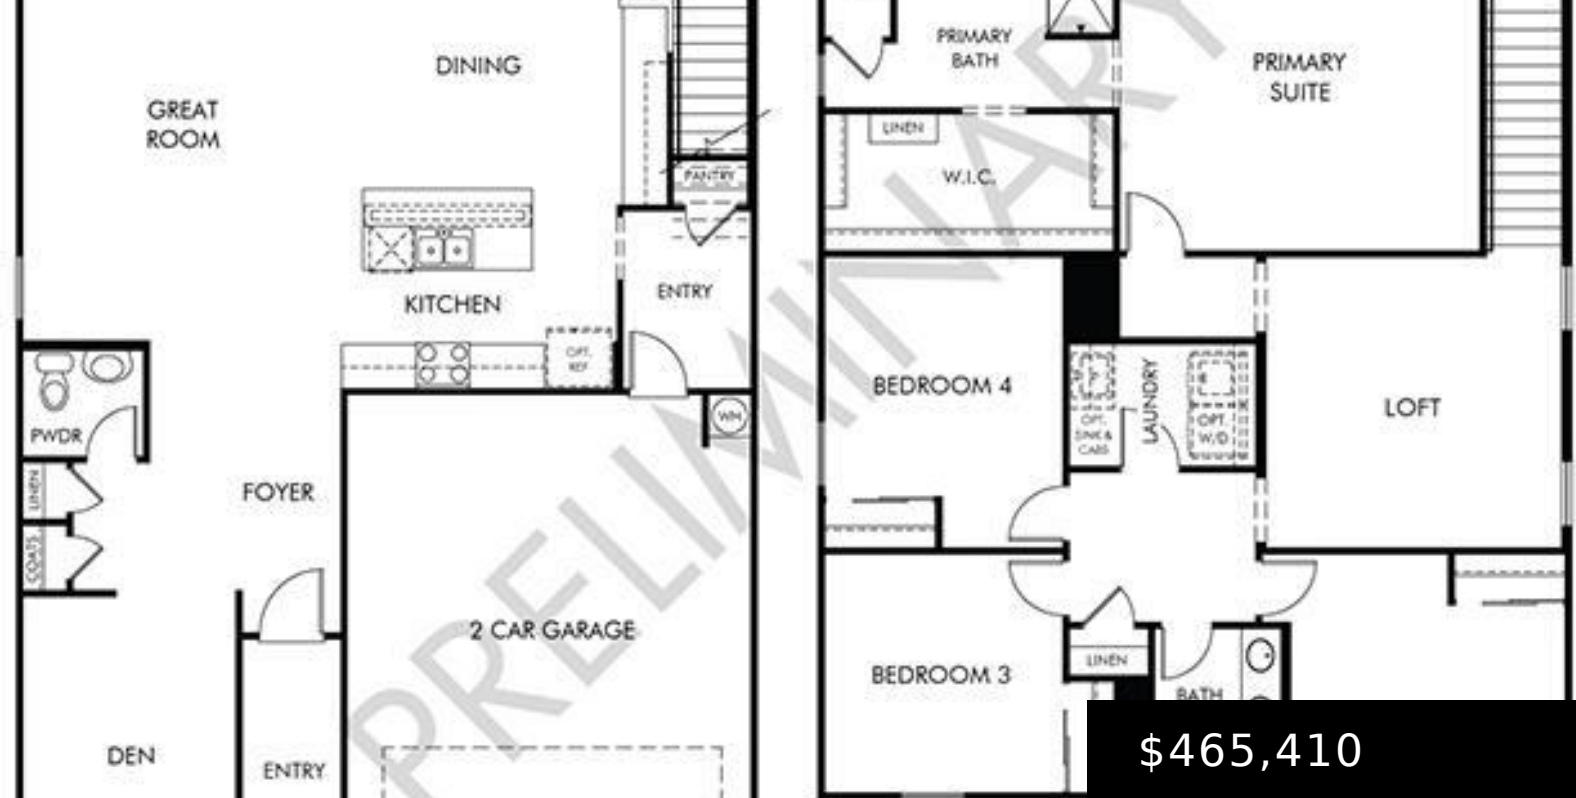 DINING
GREAT
ROOM
PANTRY
ENTRY
KITCHEN
OPT.
REF
WH
PWDR
LINEN
COATS
FOYER
2 CAR GARAGE
DEN
ENTRY
PRELIMINARY
PRIMARY
BATH
PRIMARY
SUITE
LINEN
W.I.C.
BEDROOM 4
OPT.
SINK &
CABS
LAUNDRY
OPT.
W/D
LOFT
BEDROOM 3
LINEN
BATH
$465,410